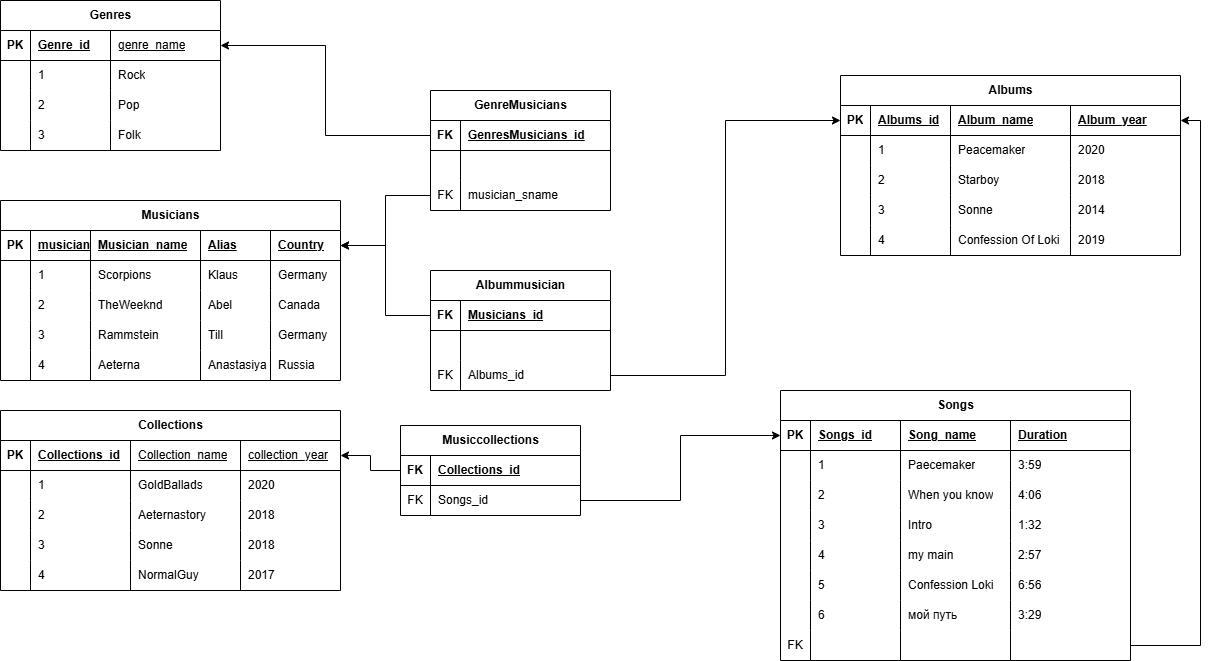 Genres
PK Genre_id genre_name
1 Rock
2 Pop
3 Folk
GenreMusicians
FK GenresMusicians_id
FK musician_sname
Albums
PK Albums_id Album_name Album_year
1 Peacemaker 2020
2 Starboy 2018
3 Sonne 2014
4 Confession Of Loki 2019
Musicians
PK musician Musician_name Alias Country
1 Scorpions Klaus Germany
2 TheWeeknd Abel Canada
3 Rammstein Till Germany
4 Aeterna Anastasiya Russia
Albummusician
FK Musicians_id
FK Albums_id
Collections
PK Collections_id Collection_name collection_year
1 GoldBallads 2020
2 Aeternastory 2018
3 Sonne 2018
4 NormalGuy 2017
Musiccollections
FK Collections_id
FK Songs_id
Songs
PK Songs_id Song_name Duration
1 Paecemaker 3:59
2 When you know 4:06
3 Intro 1:32
4 my main 2:57
5 Confession Loki 6:56
6 мой путь 3:29
FK